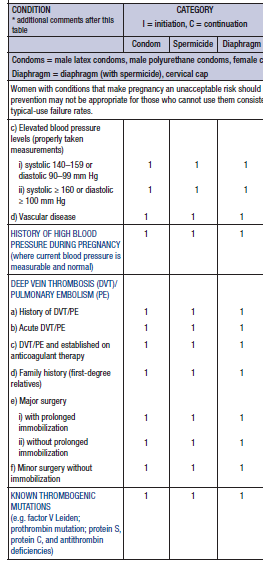 CONDITION
* additional comments after this
table
CATEGORY
I = initiation, C = continuation
Condom Spermicide Diaphragm
Condoms = male latex condoms, male polyurethane condoms, female
Diaphragm = diaphragm (with spermicide), cervical cap
Women with conditions that make pregnancy an unacceptable risk should
prevention may not be appropriate for those who cannot use them
typical-use failure rates.
c) Elevated blood pressure
levels (properly taken
measurements)
i) systolic 140–159 or
diastolic 90–99 mm Hg 1 1 1
ii) systolic ≥ 160 or diastolic
≥ 100 mm Hg 1 1 1
d) Vascular disease 1 1 1
HISTORY OF HIGH BLOOD 1 1 1
PRESSURE DURING PREGNANCY
(where current blood pressure is
measurable and normal)
DEEP VEIN THROMBOSIS (DVT)/
PULMONARY EMBOLISM (PE)
a) History of DVT/PE 1 1 1
b) Acute DVT/PE 1 1 1
c) DVT/PE and established on 1 1 1
anticoagulant therapy
d) Family history (first-degree 1 1 1
relatives)
e) Major surgery
i) with prolonged 1 1 1
immobilization
ii) without prolonged 1 1 1
immobilization
f) Minor surgery without 1 1 1
immobilization
KNOWN THROMBOGENIC 1 1 1
MUTATIONS
(e.g. factor V Leiden;
prothrombin mutation; protein S,
protein C, and antithrombin
deficiencies)